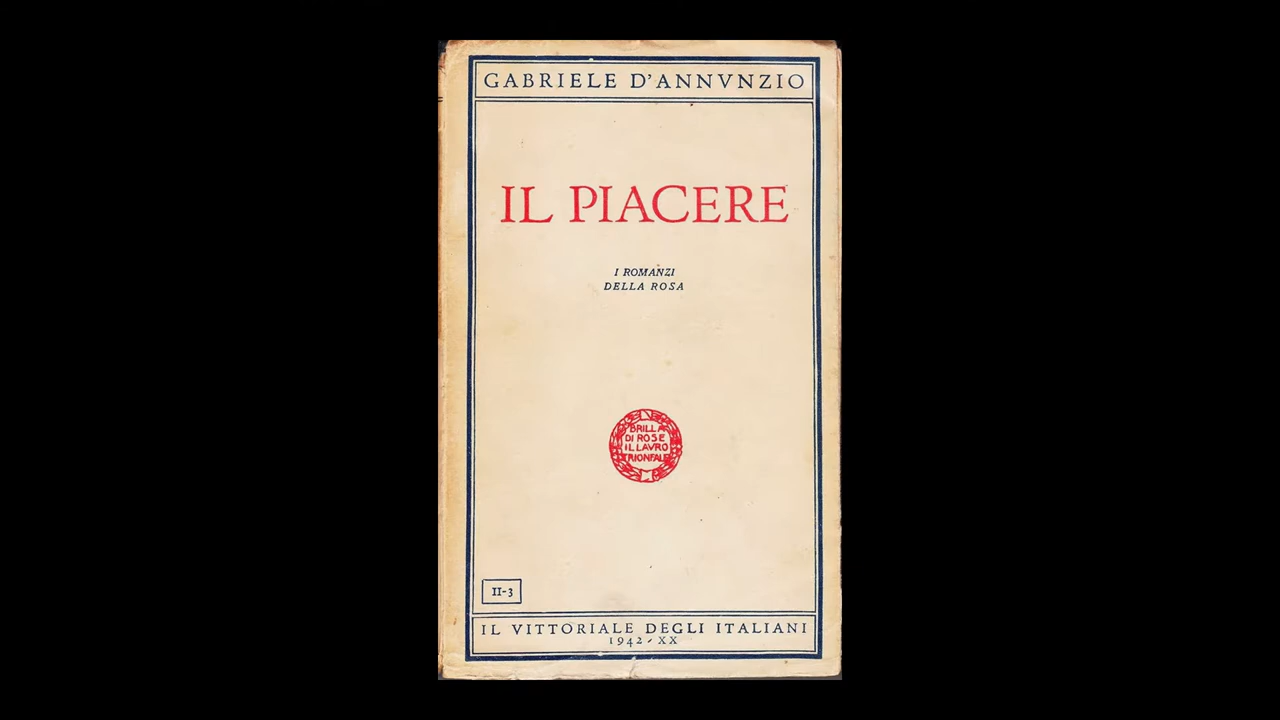 GABRIELE D'ANNVNZIO
IL PIACERE
I ROMANZI
DELLA ROSA
BRILLA
DI ROSE
IL LAVRO
TRIONFALE
II-3
IL VITTORIALE DEGLI ITALIANI
1942-XX